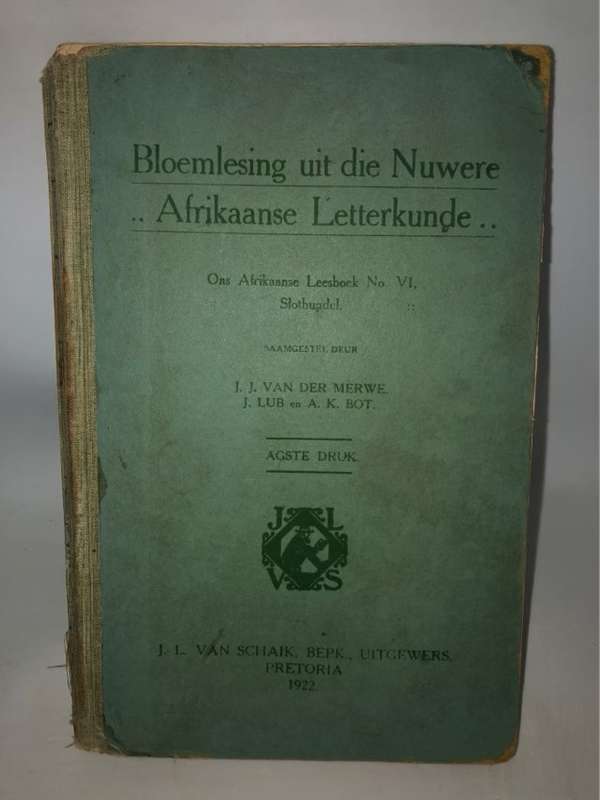 Bloemlesing uit die Nuwere
.. Afrikaanse Letterkunde ..
Ons Afrikaanse Leesboek No. VI,
Slotbundel. ::
SAAMGESTEL DEUR
J. J. VAN DER MERWE.
J. LUB en A. K. BOT.
AGSTE DRUK.
J L
V S
J. L. VAN SCHAIK, BEPK., UITGEWERS.
PRETORIA
1922.